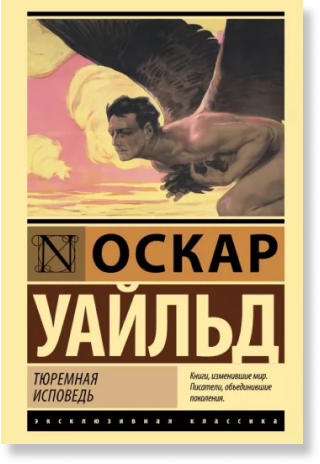 N ОСКАР
УАЙЛЬД
ТЮРЕМНАЯ
ИСПОВЕДЬ
Книги, изменившие мир.
Писатели, объединившие
поколения.
эксклюзивная классика